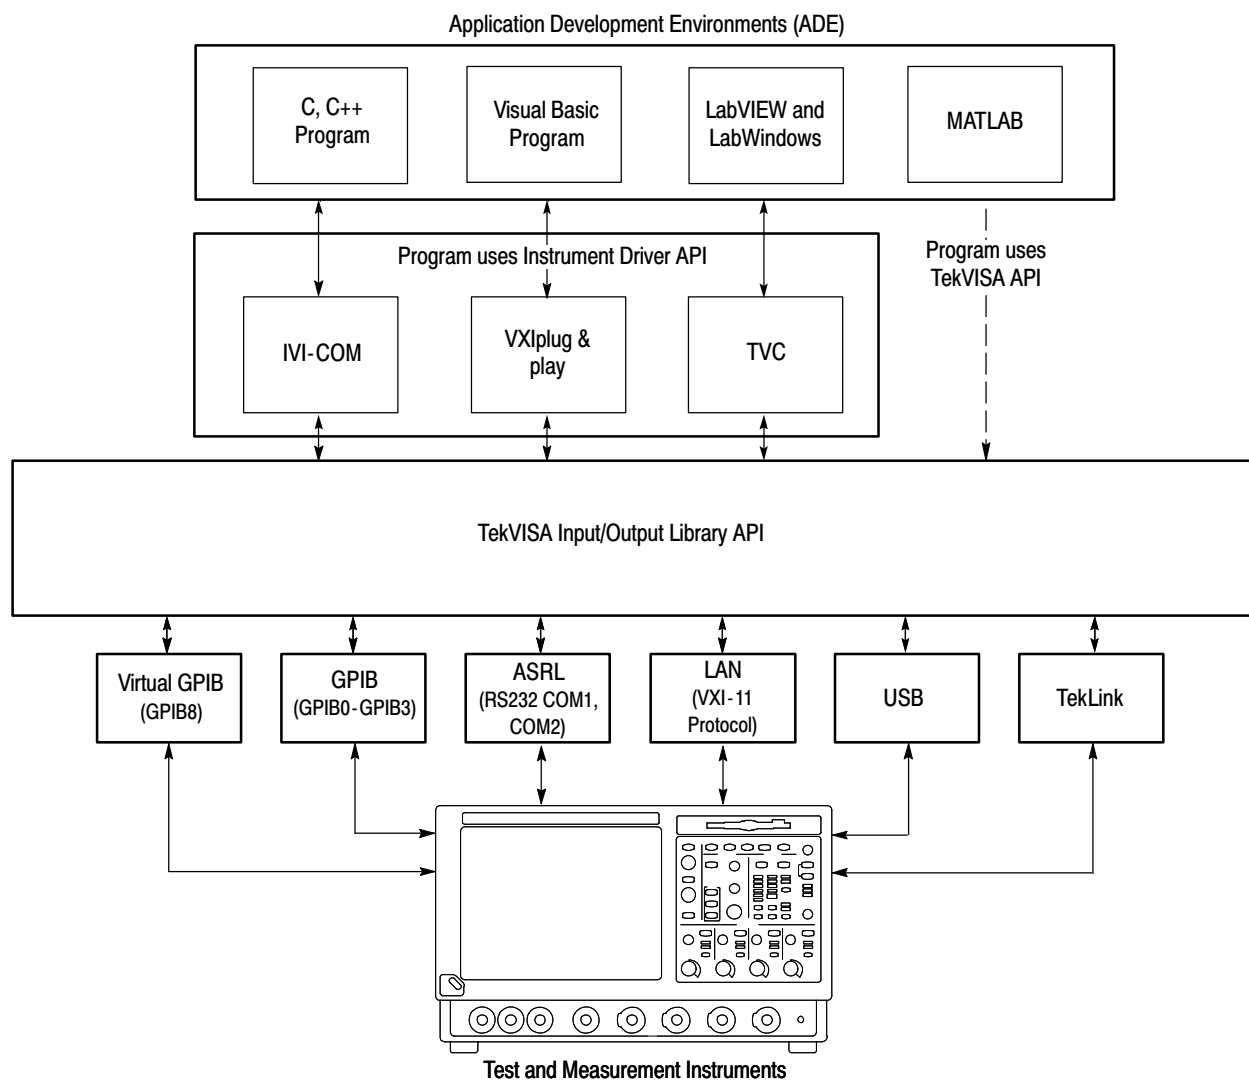 Application Development Environments (ADE)
C, C++
Program
Visual Basic
Program
LabVIEW and
LabWindows
MATLAB
Program uses Instrument Driver API
Program uses
TekVISA API
IVI-COM
VXIplug &
play
TVC
TekVISA Input/Output Library API
Virtual GPIB
(GPIB8)
GPIB
(GPIB0-GPIB3)
ASRL
(RS232 COM1,
COM2)
LAN
(VXI-11
Protocol)
USB
TekLink
Test and Measurement Instruments